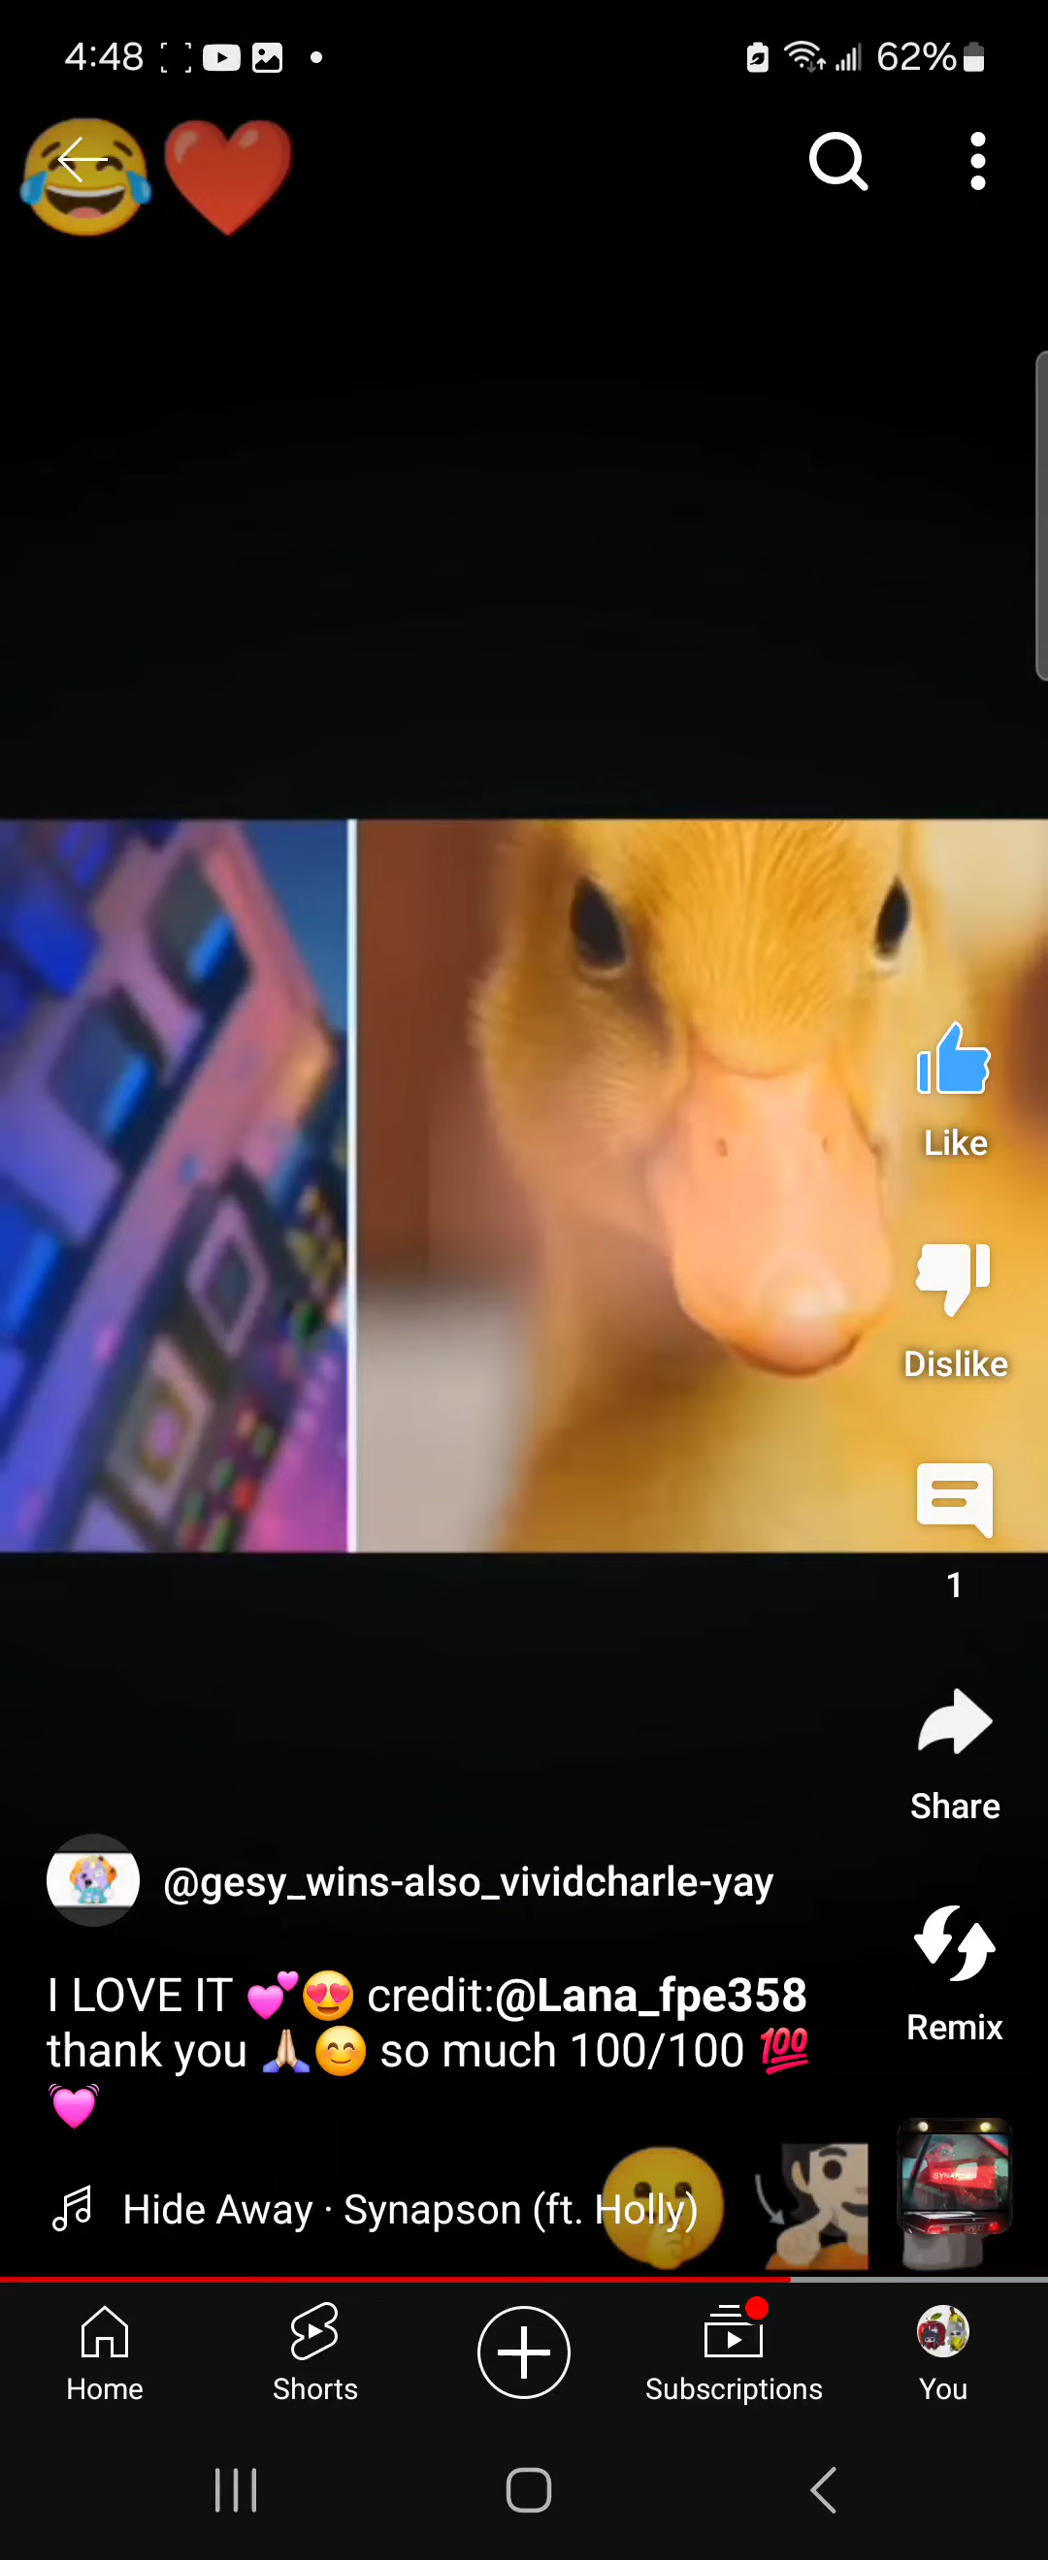 4:48
62%
Like
Dislike
1
Share
@gesy_wins-also_vividcharle-yay
I LOVE IT 💕😍 credit:@Lana_fpe358
thank you 🙏🏻😊 so much 100/100 💯
💓
Remix
Hide Away · Synapson (ft. Holly)
Home
Shorts
Subscriptions
You